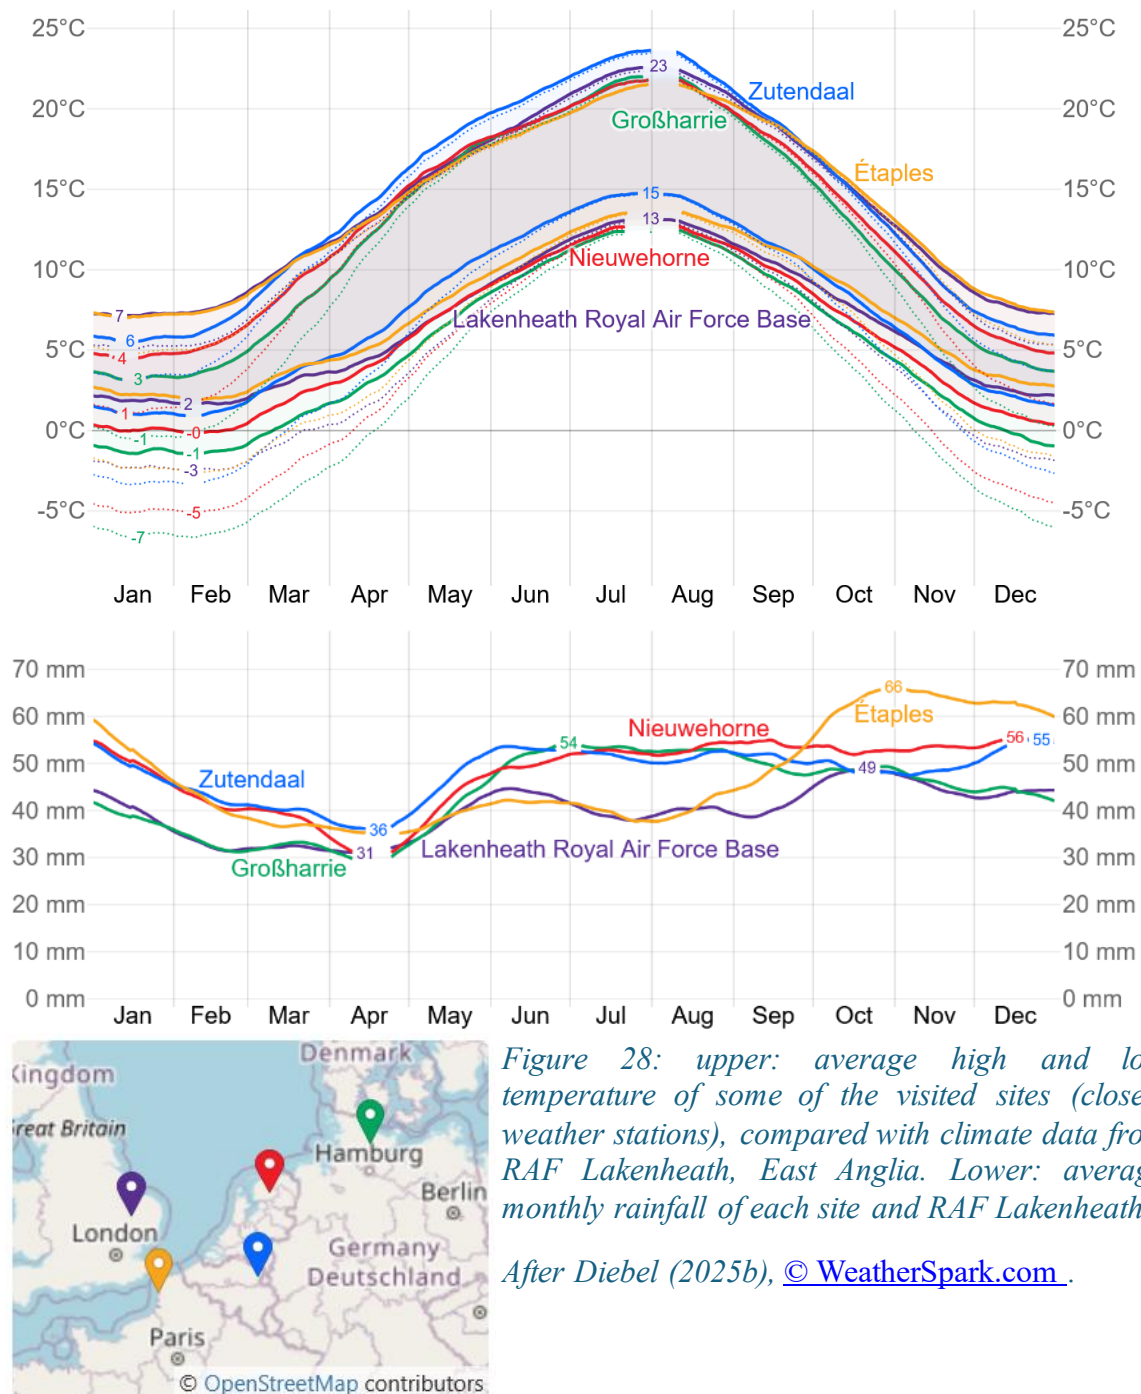 25°C 25°C
23
Zutendaal
20°C 20°C
Großharrie
Étaples
15°C 15°C
15
13
Nieuwehorne
10°C 10°C
7
Lakenheath Royal Air Force Base
6
4
5°C 5°C
3
2
1
-0
0°C 0°C
-1
-1
-3
-5°C -5 -5°C
-7
Jan Feb Mar Apr May Jun Jul Aug Sep Oct Nov Dec
70 mm 70 mm
66
60 mm 60 mm
Étaples
Nieuwehorne
54 56 55
50 mm 50 mm
Zutendaal
49
40 mm 40 mm
36
31 Lakenheath Royal Air Force Base
30 mm 30 mm
Großharrie
20 mm 20 mm
10 mm 10 mm
0 mm 0 mm
Jan Feb Mar Apr May Jun Jul Aug Sep Oct Nov Dec
Denmark
Kingdom
Great Britain
Hamburg
Berlin
London
Germany
Deutschland
Paris
© OpenStreetMap contributors
Figure 28: upper: average high and lo
temperature of some of the visited sites (close
weather stations), compared with climate data fro
RAF Lakenheath, East Anglia. Lower: averag
monthly rainfall of each site and RAF Lakenheath
After Diebel (2025b), © WeatherSpark.com .